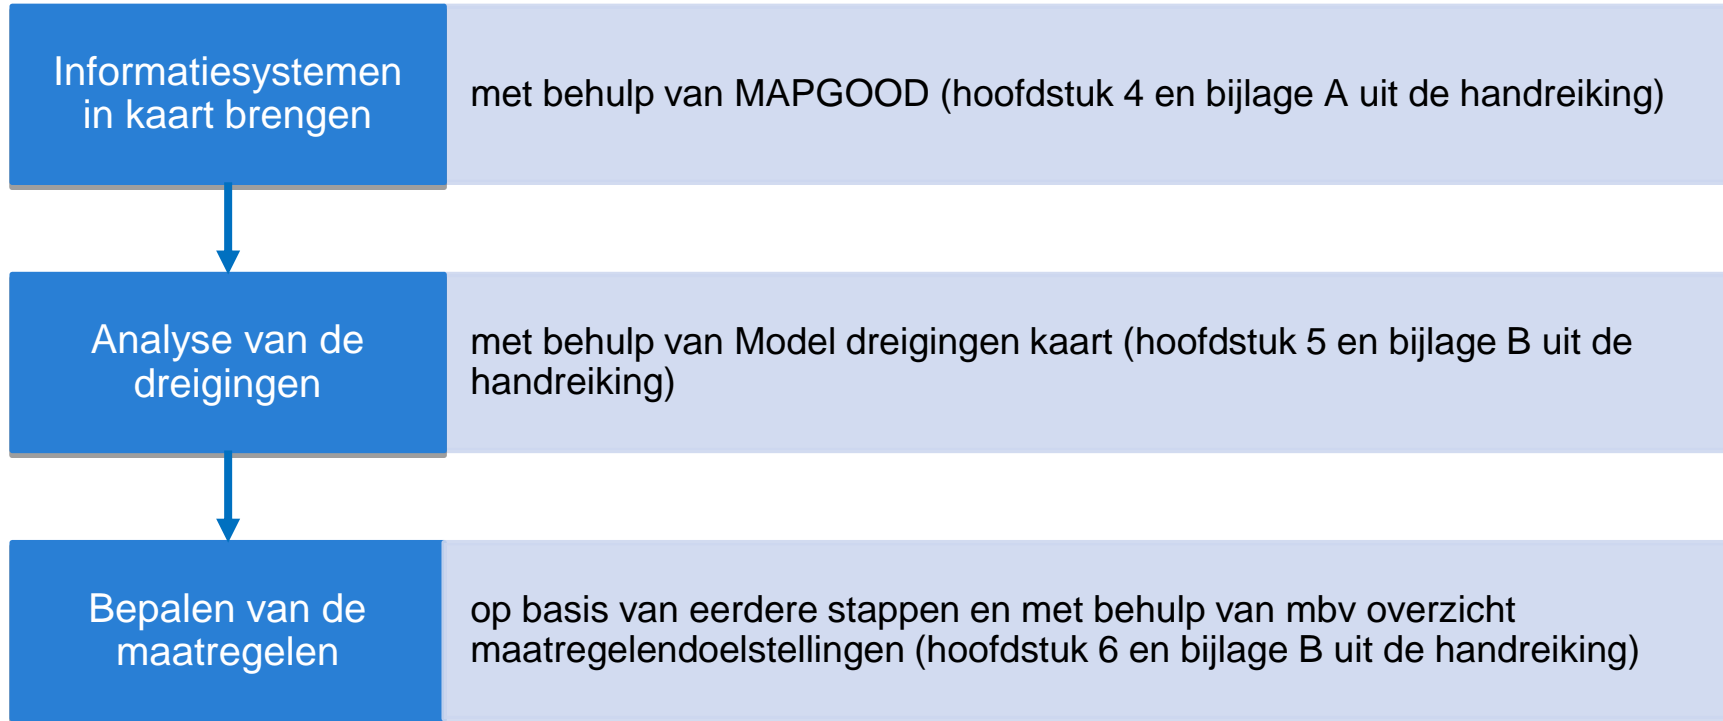 Informatiesystemen
in kaart brengen
met behulp van MAPGOOD (hoofdstuk 4 en bijlage A uit de handreiking)
Analyse van de
dreigingen
met behulp van Model dreigingen kaart (hoofdstuk 5 en bijlage B uit de
handreiking)
Bepalen van de
maatregelen
op basis van eerdere stappen en met behulp van mbv overzicht
maatregelendoelstellingen (hoofdstuk 6 en bijlage B uit de handreiking)